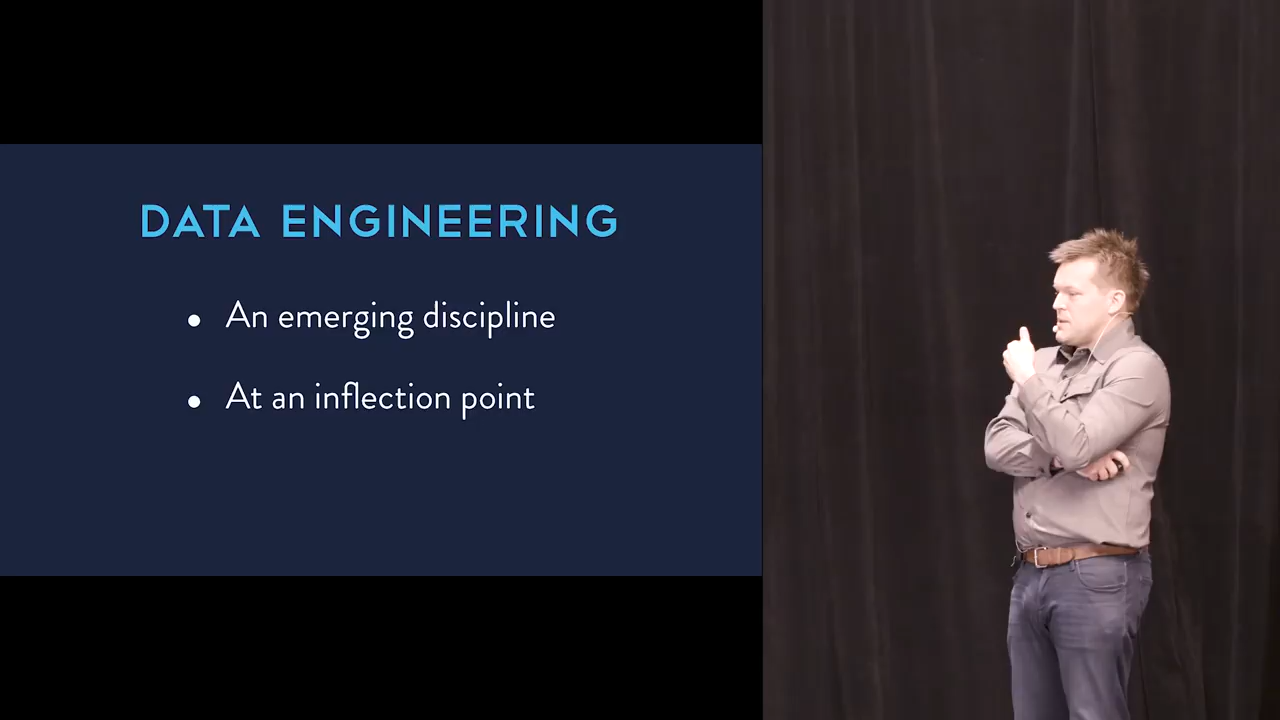 DATA ENGINEERING
• An emerging discipline
• At an inflection point